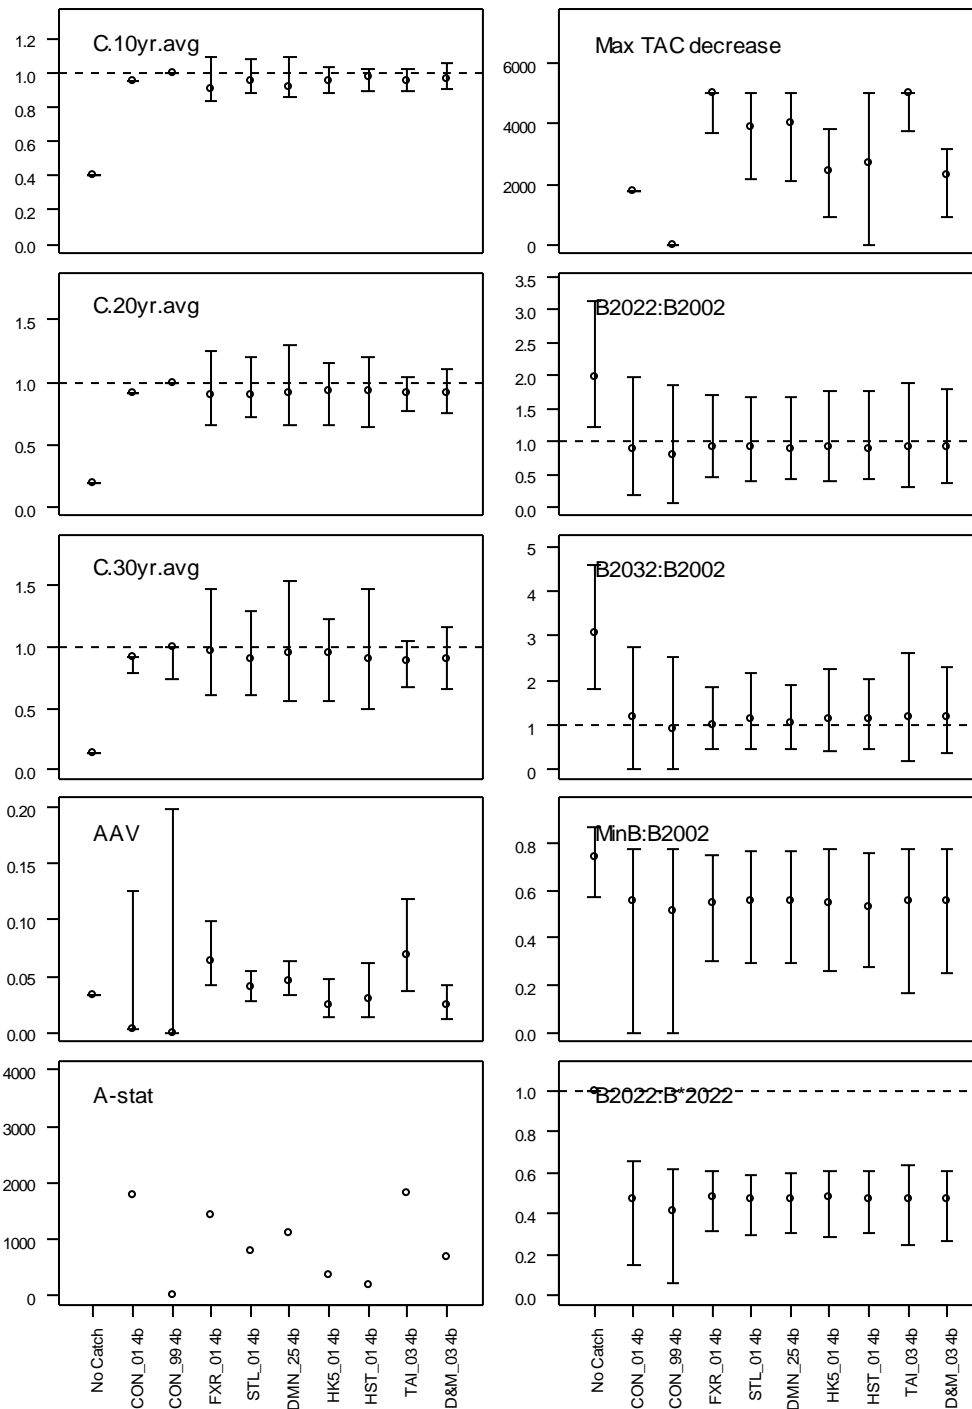 C.10yr.avg
1.2
1.0
0.8
0.6
0.4
0.2
0.0
Max TAC decrease
6000
4000
2000
0
C.20yr.avg
1.5
1.0
0.5
0.0
B2022:B2002
3.5
3.0
2.5
2.0
1.5
1.0
0.5
0.0
C.30yr.avg
1.5
1.0
0.5
0.0
B2032:B2002
5
4
3
2
1
0
AAV
0.20
0.15
0.10
0.05
0.00
MinB:B2002
0.8
0.6
0.4
0.2
0.0
A-stat
4000
3000
2000
1000
0
B2022:B*2022
1.0
0.8
0.6
0.4
0.2
0.0
No Catch
CON_01 4b
CON_99 4b
FXR_01 4b
STL_01 4b
DMN_25 4b
HK5_01 4b
HST_01 4b
TAI_03 4b
D&M_03 4b
No Catch
CON_01 4b
CON_99 4b
FXR_01 4b
STL_01 4b
DMN_25 4b
HK5_01 4b
HST_01 4b
TAI_03 4b
D&M_03 4b